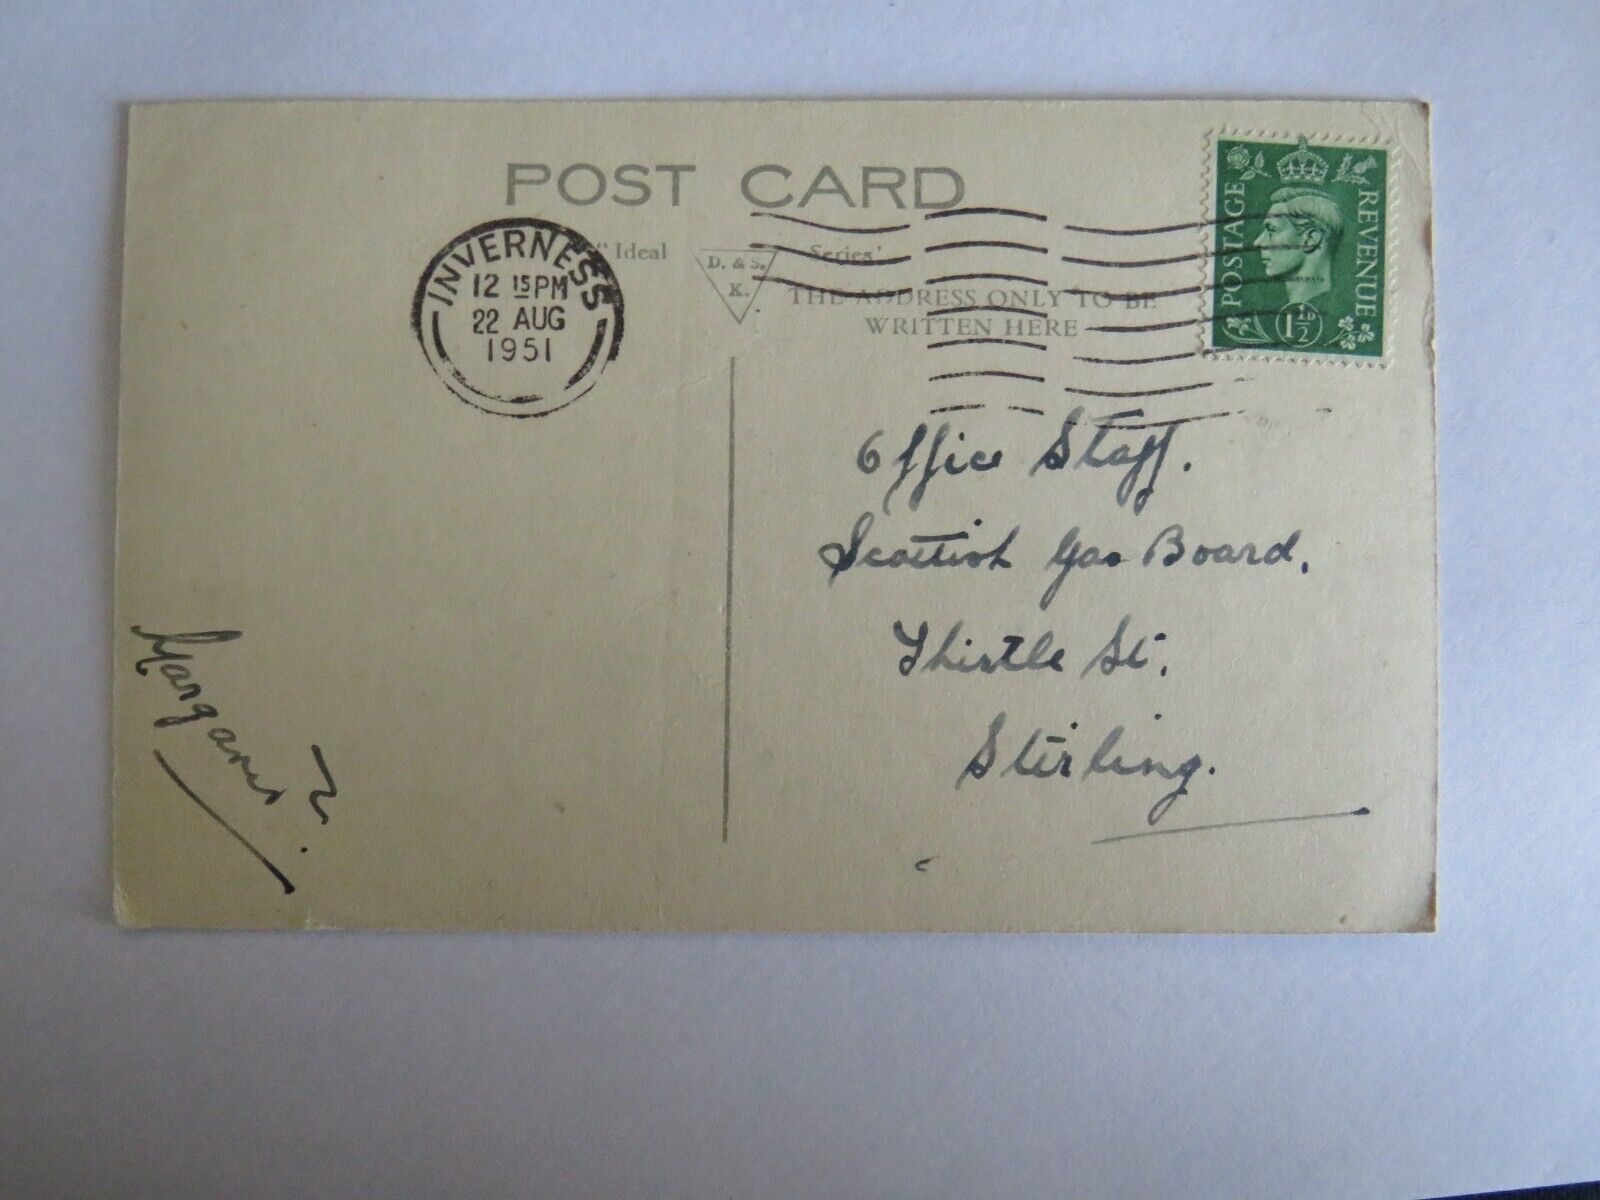 POST CARD
"Ideal D. & S. K. Series'
THE ADDRESS ONLY TO BE
WRITTEN HERE
INVERNESS
12 15 PM
22 AUG
1951
POSTAGE
REVENUE
1½D
Office Staff.
Scottish Gas Board,
Thistle St.
Stirling.
Margaret